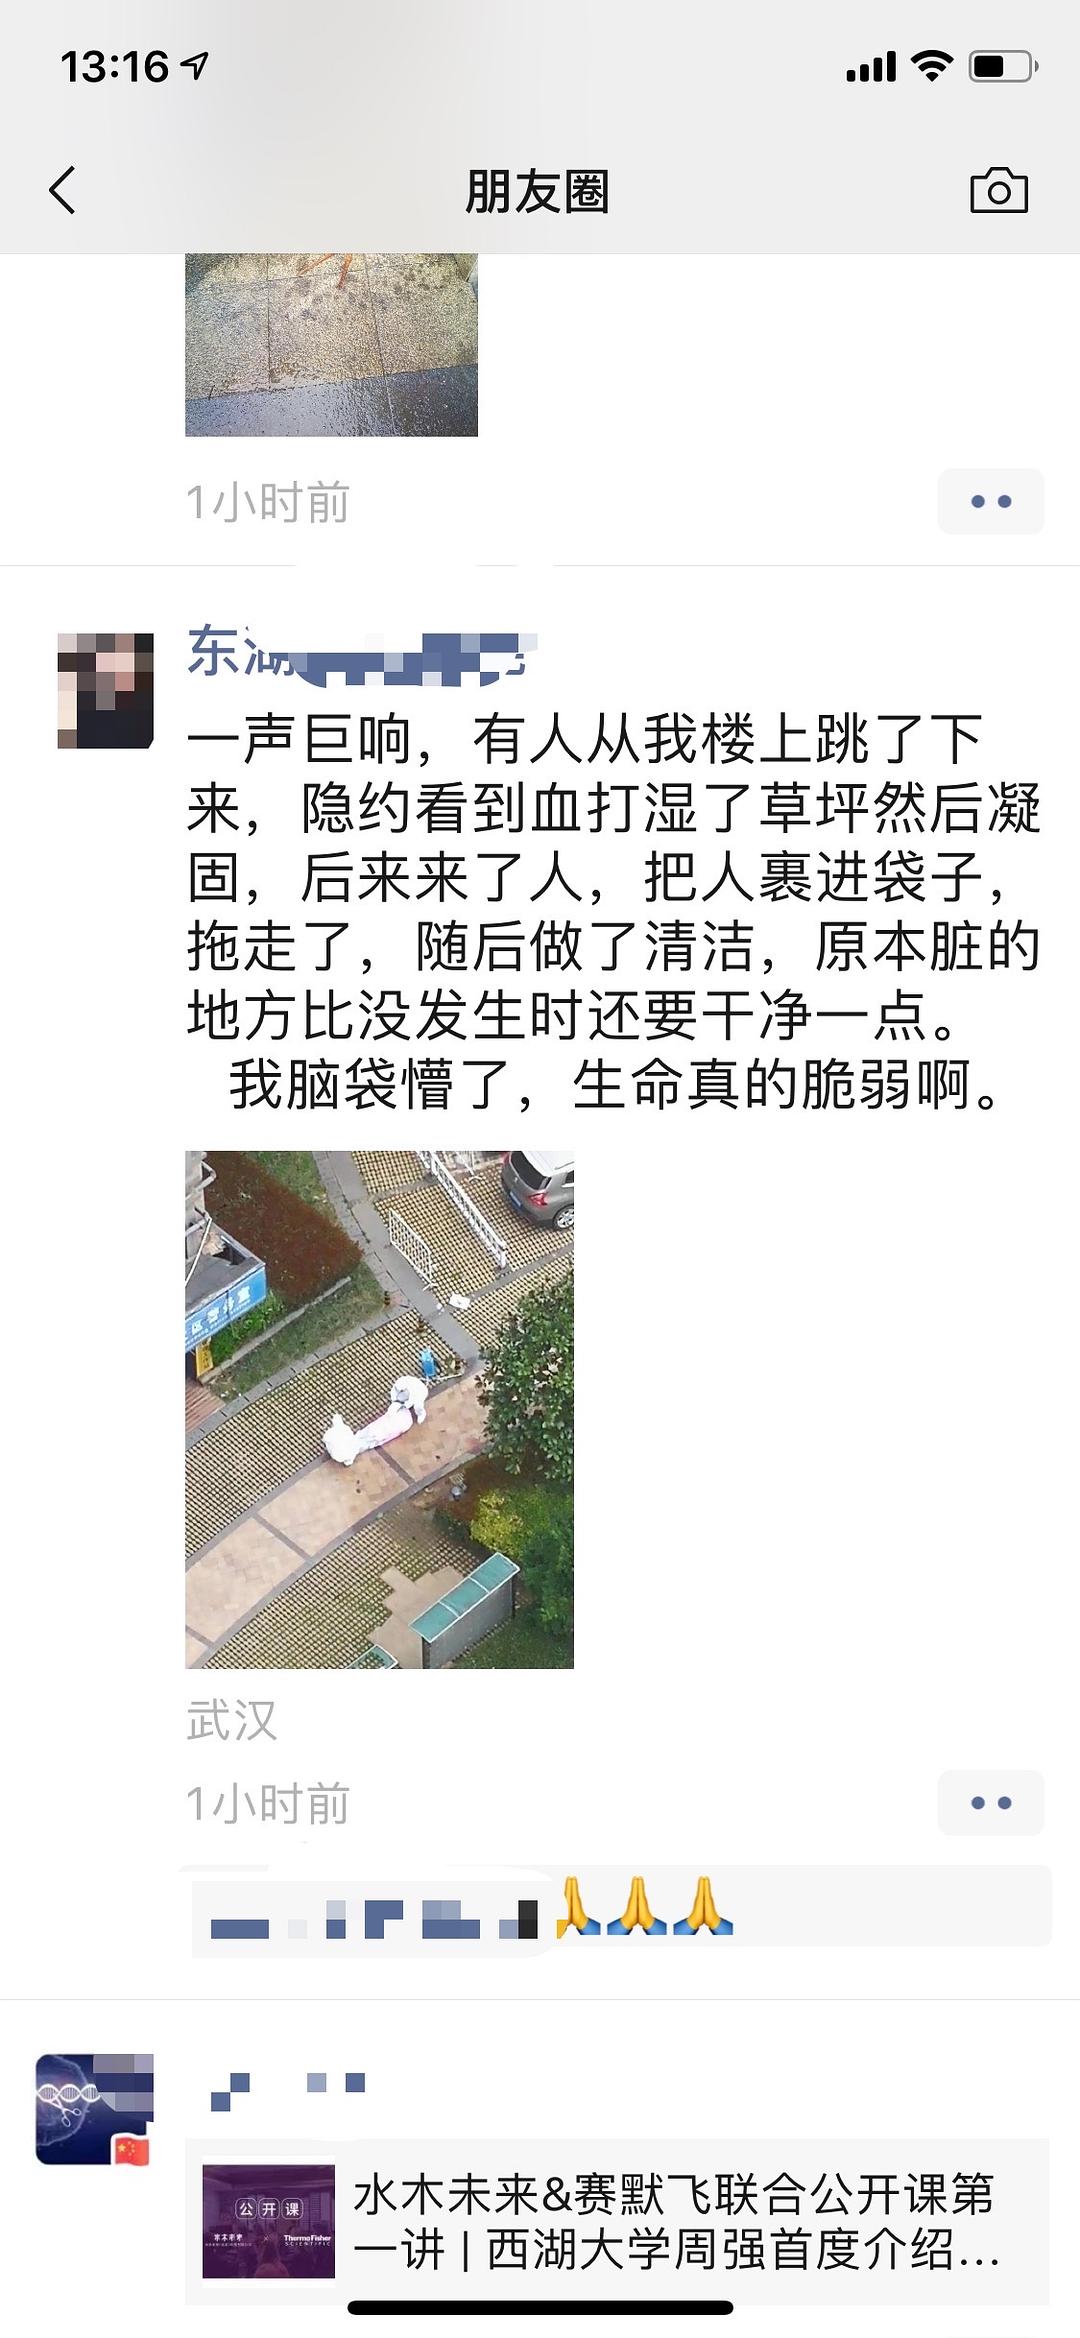 13:16
朋友圈
1小时前
东湖
一声巨响，有人从我楼上跳了下
来，隐约看到血打湿了草坪然后凝
固，后来来了人，把人裹进袋子，
拖走了，随后做了清洁，原本脏的
地方比没发生时还要干净一点。
我脑袋懵了，生命真的脆弱啊。
武汉
1小时前
🙏🙏🙏
公开课
ThermoFisher
SCIENTIFIC
水木未来&赛默飞联合公开课第
一讲 | 西湖大学周强首度介绍...